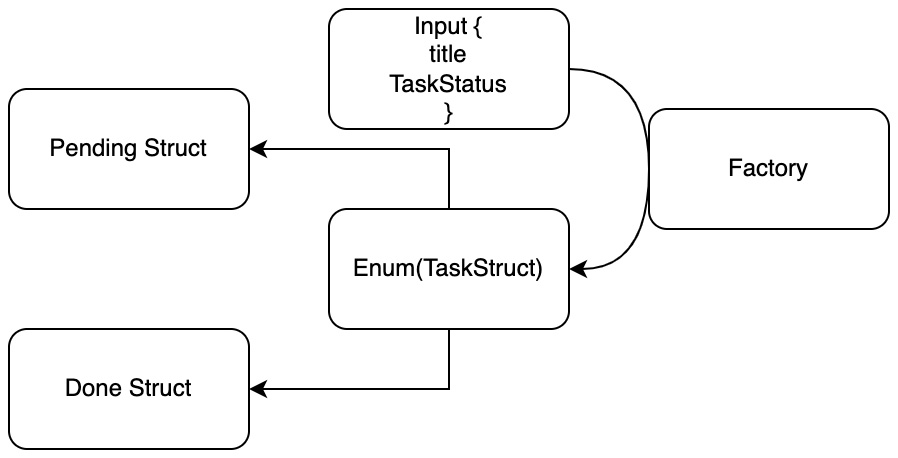 Input {
title
TaskStatus
}
Pending Struct
Factory
Enum(TaskStruct)
Done Struct